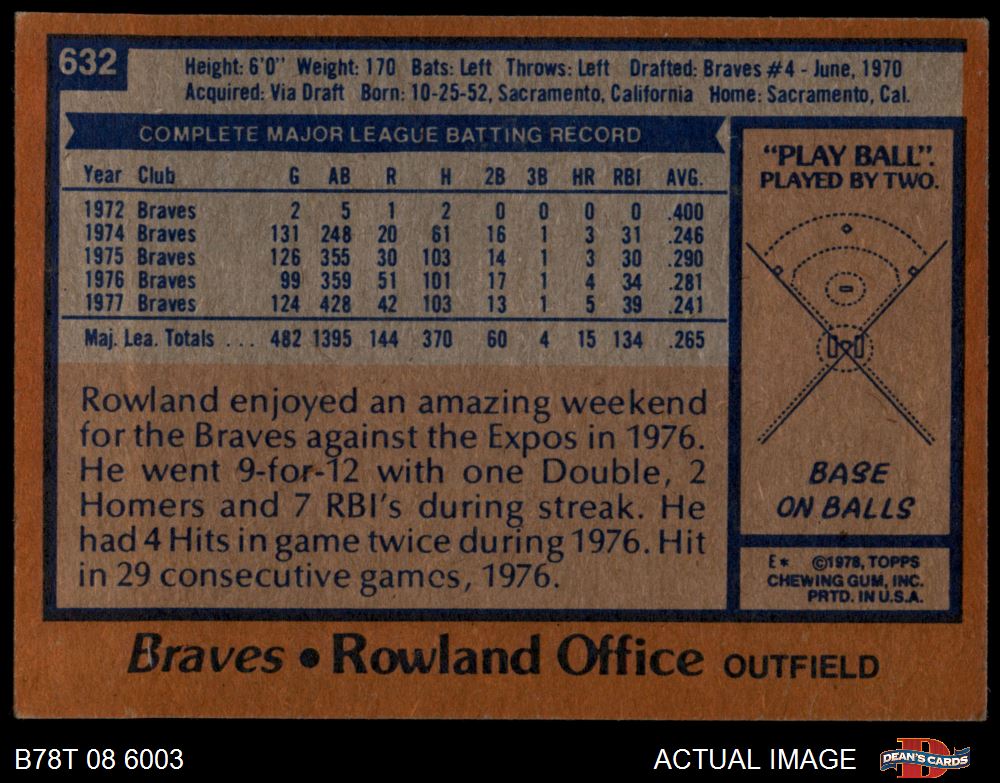 632
Height: 6'0" Weight: 170 Bats: Left Throws: Left Drafted: Braves #4 - June, 1970
Acquired: Via Draft Born: 10-25-52, Sacramento, California Home: Sacramento, Cal.
COMPLETE MAJOR LEAGUE BATTING RECORD
Year Club G AB R H 2B 3B HR RBI AVG.
1972 Braves 2 5 1 2 0 0 0 0 .400
1974 Braves 131 248 20 61 16 1 3 31 .246
1975 Braves 126 355 30 103 14 1 3 30 .290
1976 Braves 99 359 51 101 17 1 4 34 .281
1977 Braves 124 428 42 103 13 1 5 39 .241
Maj. Lea. Totals . . . 482 1395 144 370 60 4 15 134 .265
Rowland enjoyed an amazing weekend
for the Braves against the Expos in 1976.
He went 9-for-12 with one Double, 2
Homers and 7 RBI's during streak. He
had 4 Hits in game twice during 1976. Hit
in 29 consecutive games, 1976.
"PLAY BALL".
PLAYED BY TWO.
BASE
ON BALLS
E* ©1978, TOPPS
CHEWING GUM, INC.
PRTD. IN U.S.A.
Braves • Rowland Office OUTFIELD
B78T 08 6003
ACTUAL IMAGE
D
DEAN'S CARDS